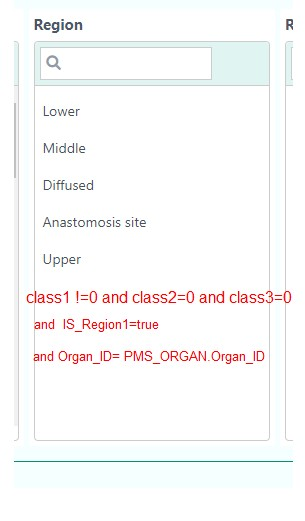 Region
R
Lower
Middle
Diffused
Anastomosis site
Upper
class1 !=0 and class2=0 and class3=0
and IS_Region1=true
and Organ_ID= PMS_ORGAN.Organ_ID